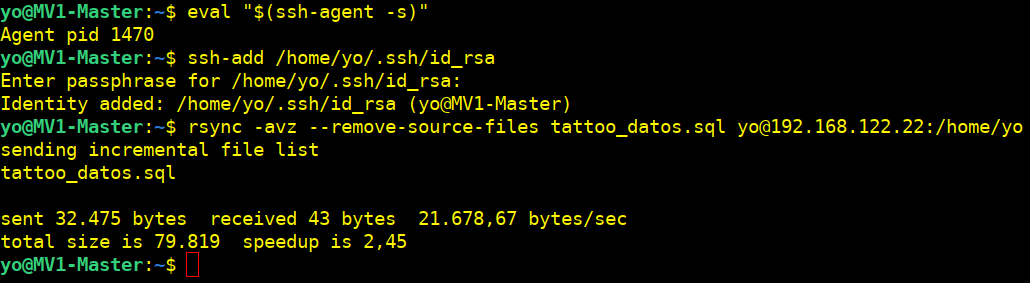 yo@MV1-Master:~$ eval "$(ssh-agent -s)"
Agent pid 1470
yo@MV1-Master:~$ ssh-add /home/yo/.ssh/id_rsa
Enter passphrase for /home/yo/.ssh/id_rsa:
Identity added: /home/yo/.ssh/id_rsa (yo@MV1-Master)
yo@MV1-Master:~$ rsync -avz --remove-source-files tattoo_datos.sql yo@192.168.122.22:/home/yo
sending incremental file list
tattoo_datos.sql

sent 32.475 bytes  received 43 bytes  21.678,67 bytes/sec
total size is 79.819  speedup is 2,45
yo@MV1-Master:~$